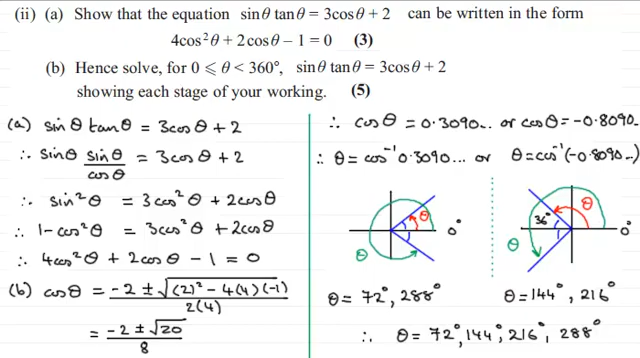 (ii) (a) Show that the equation sinθ tanθ = 3cosθ + 2 can be written in the form
4cos²θ + 2cosθ − 1 = 0 (3)
(b) Hence solve, for 0 ⩽ θ < 360°, sinθ tanθ = 3cosθ + 2
showing each stage of your working. (5)
(a) sinθ tanθ = 3cosθ + 2
∴ sinθ sinθ/cosθ = 3cosθ + 2
∴ sin²θ = 3cos²θ + 2cosθ
∴ 1−cos²θ = 3cos²θ + 2cosθ
∴ 4cos²θ + 2cosθ − 1 = 0
(b) cosθ = −2 ± √((2)² − 4(4)(−1)) / 2(4)
= −2 ± √20 / 8
∴ cosθ = 0.3090... or cosθ = −0.8090...
∴ θ = cos⁻¹ 0.3090... or θ = cos⁻¹(−0.8090...)
θ
0°
θ
θ
36°
0°
θ
θ = 72°, 288°
θ = 144°, 216°
∴ θ = 72°, 144°, 216°, 288°